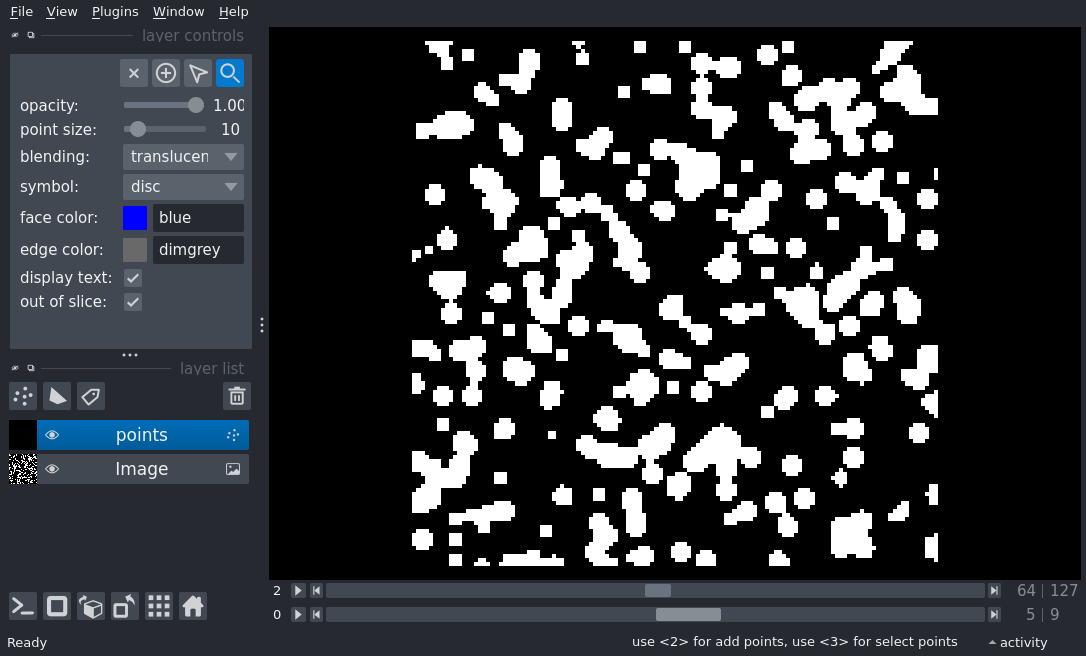 File View Plugins Window Help
layer controls
opacity: 1.00
point size: 10
blending: translucen
symbol: disc
face color: blue
edge color: dimgrey
display text:
out of slice:
layer list
points
Image
2 64 127
0 5 9
Ready use <2> for add points, use <3> for select points activity